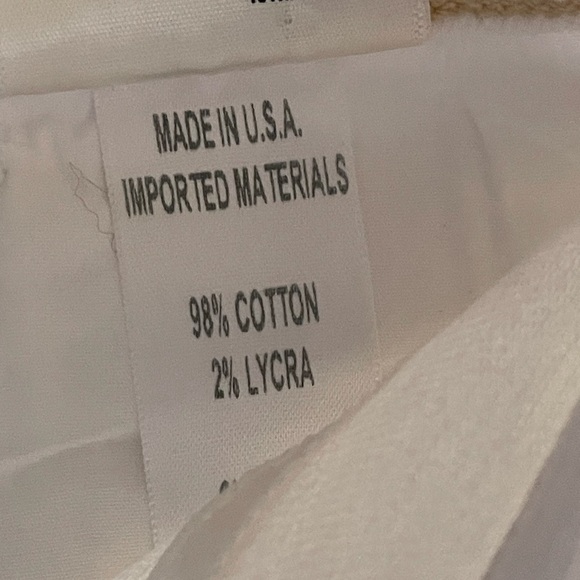 MADE IN U.S.A.
IMPORTED MATERIALS
98% COTTON
2% LYCRA